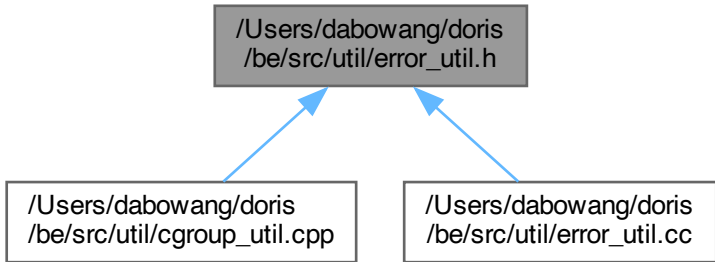 /Users/dabowang/doris
/be/src/util/error_util.h
/Users/dabowang/doris
/be/src/util/cgroup_util.cpp
/Users/dabowang/doris
/be/src/util/error_util.cc